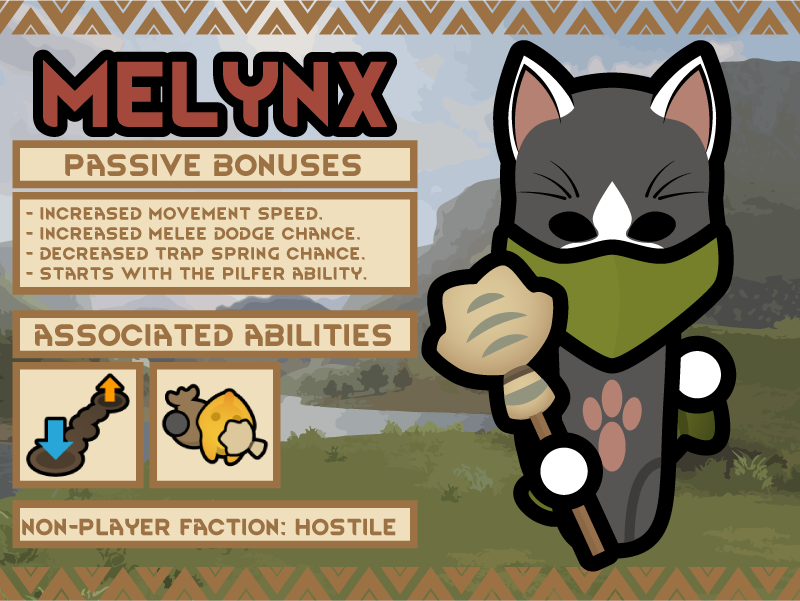 MELYNX
PASSIVE BONUSES
- INCREASED MOVEMENT SPEED.
- INCREASED MELEE DODGE CHANCE.
- DECREASED TRAP SPRING CHANCE.
- STARTS WITH THE PILFER ABILITY.
ASSOCIATED ABILITIES
NON-PLAYER FACTION: HOSTILE